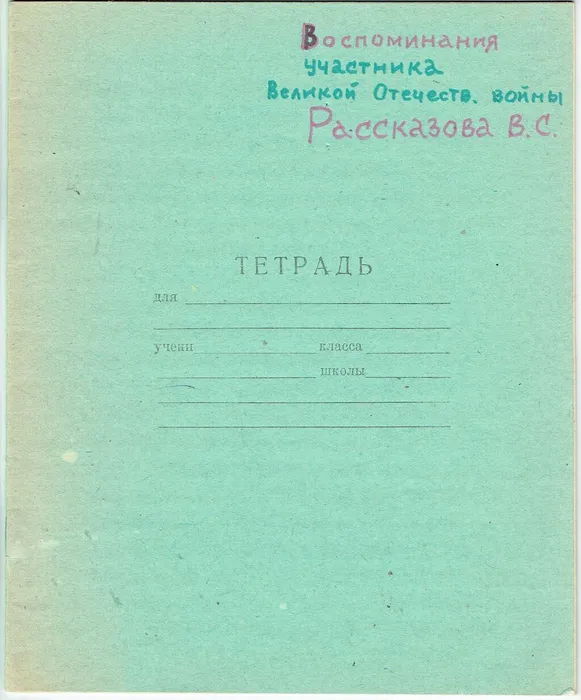 Воспоминания
участника
Великой Отечеств. войны
Рассказова В.С.
ТЕТРАДЬ
для
учени класса
школы